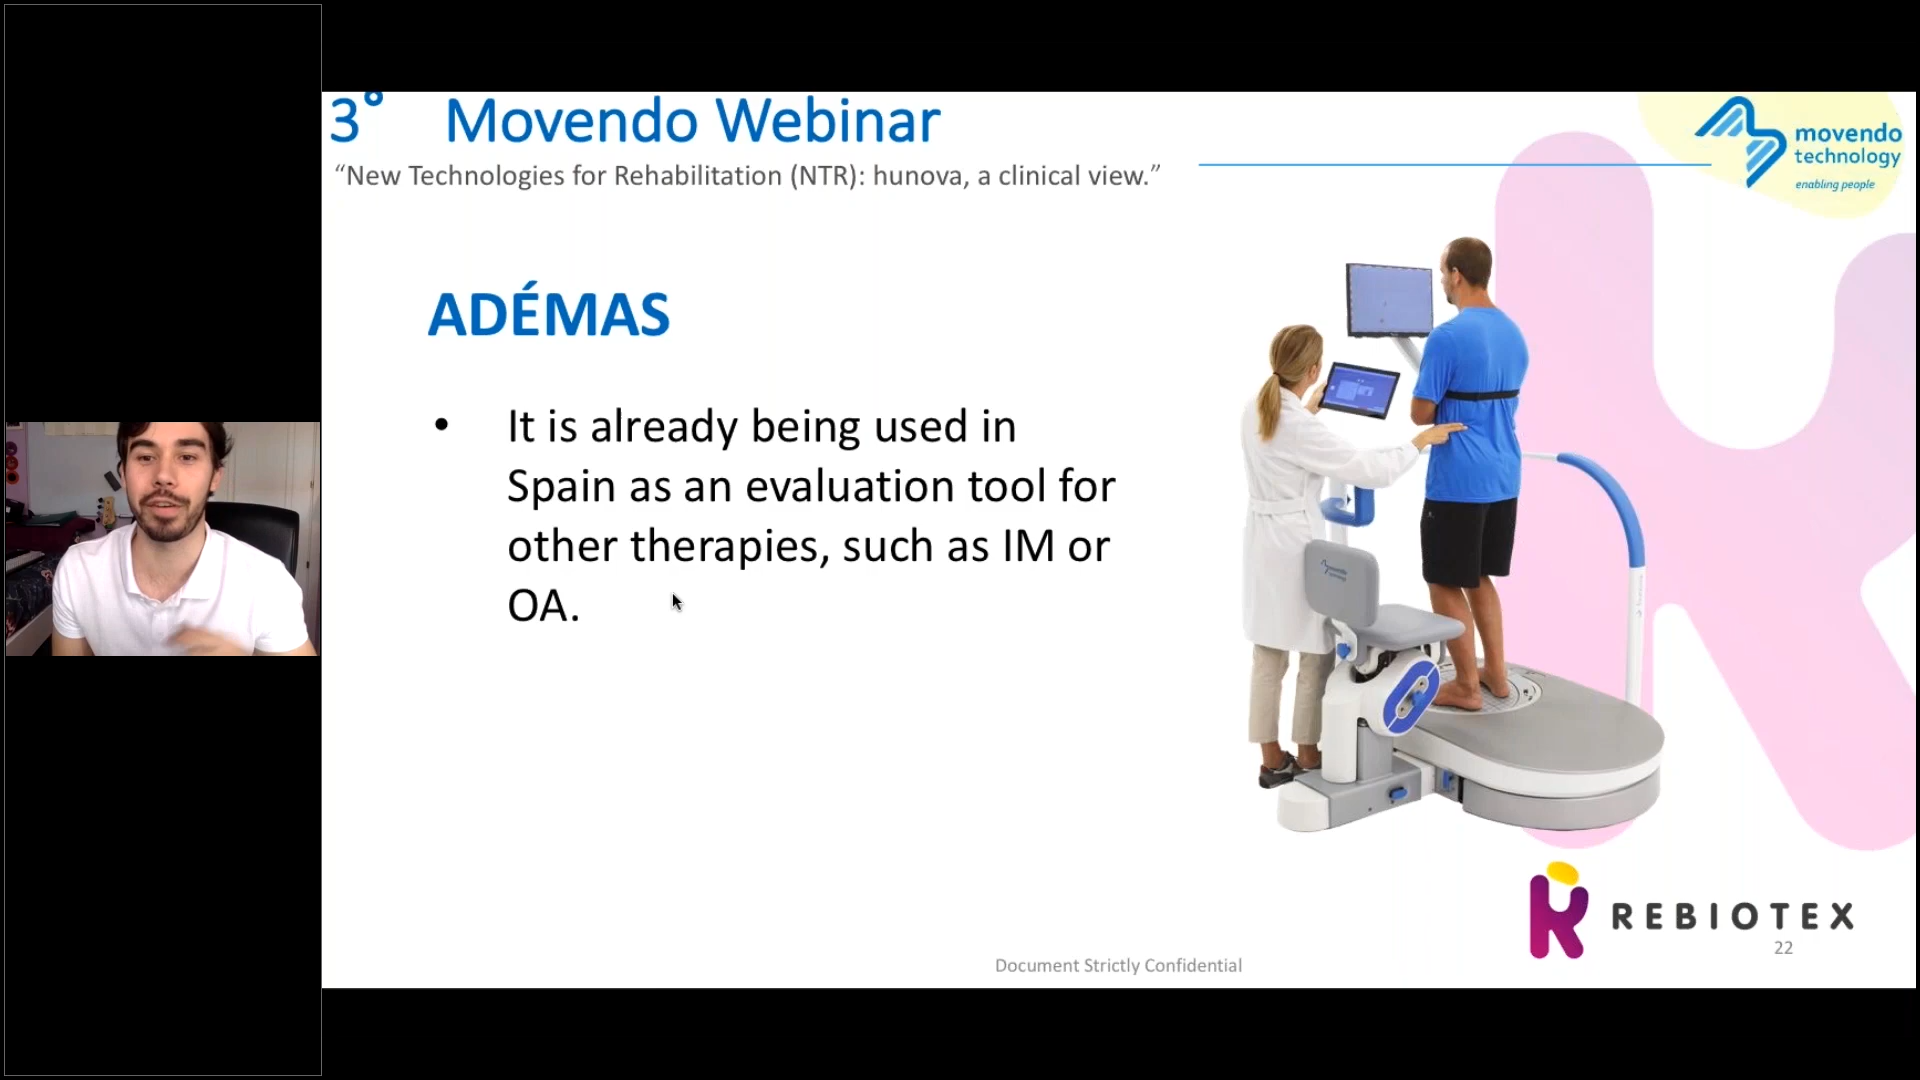 3° Movendo Webinar
“New Technologies for Rehabilitation (NTR): hunova, a clinical view.”
movendo
technology
enabling people
ADÉMAS
• It is already being used in
Spain as an evaluation tool for
other therapies, such as IM or
OA.
REBIOTEX
22
Document Strictly Confidential